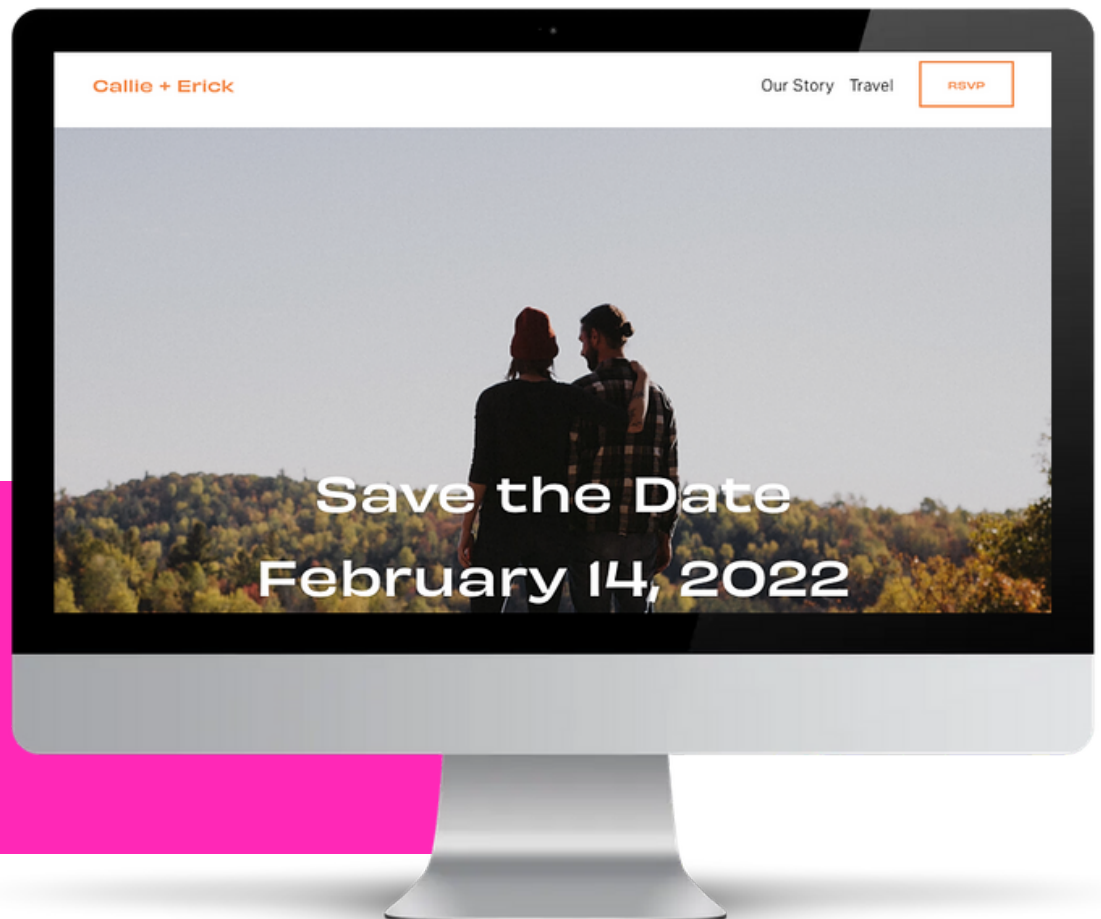 Callie + Erick
Our Story Travel RSVP
Save the Date
February 14, 2022